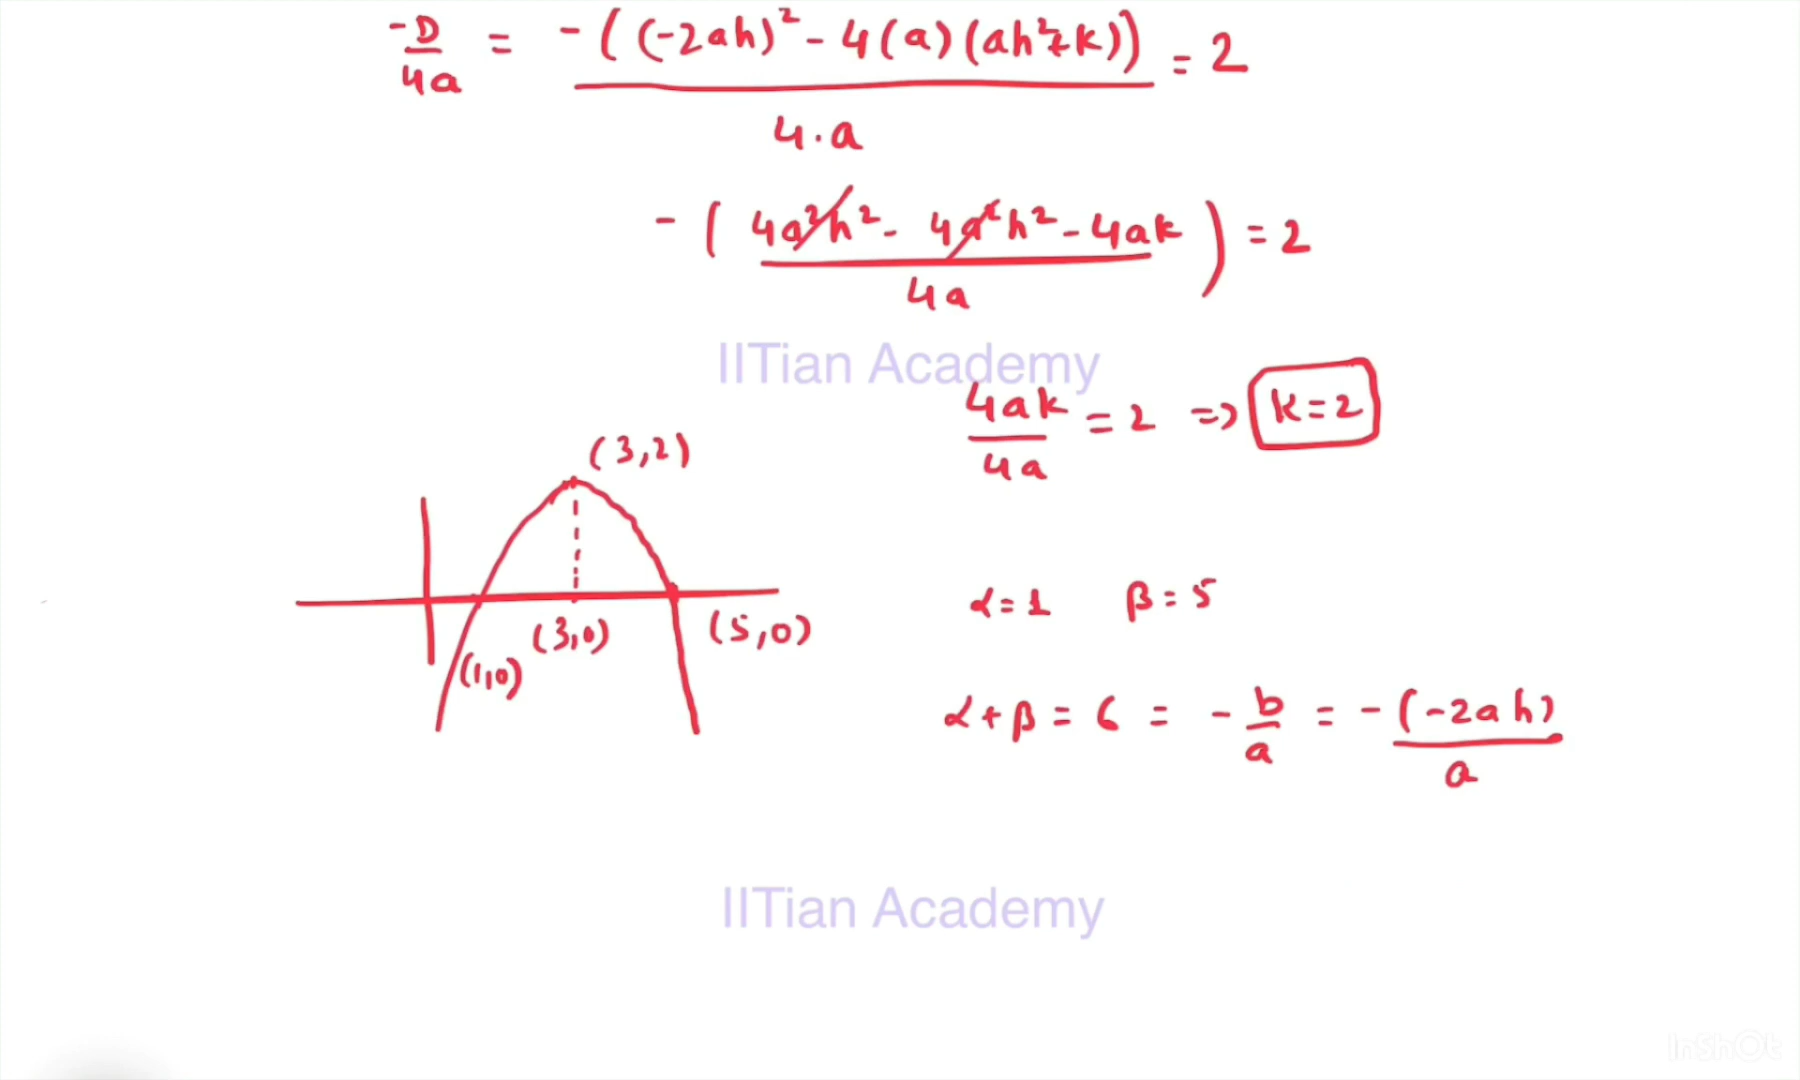 -D/4a = -((-2ah)² - 4(a)(ah²+k))/4·a = 2
-(4a²h² - 4a²h² - 4ak / 4a) = 2
IITian Academy
4ak/4a = 2 => k=2
(3,2)
α=1 β=5
(3,0) (5,0)
(1,0)
α+β = 6 = -b/a = -(-2ah)/a
IITian Academy
InShOt